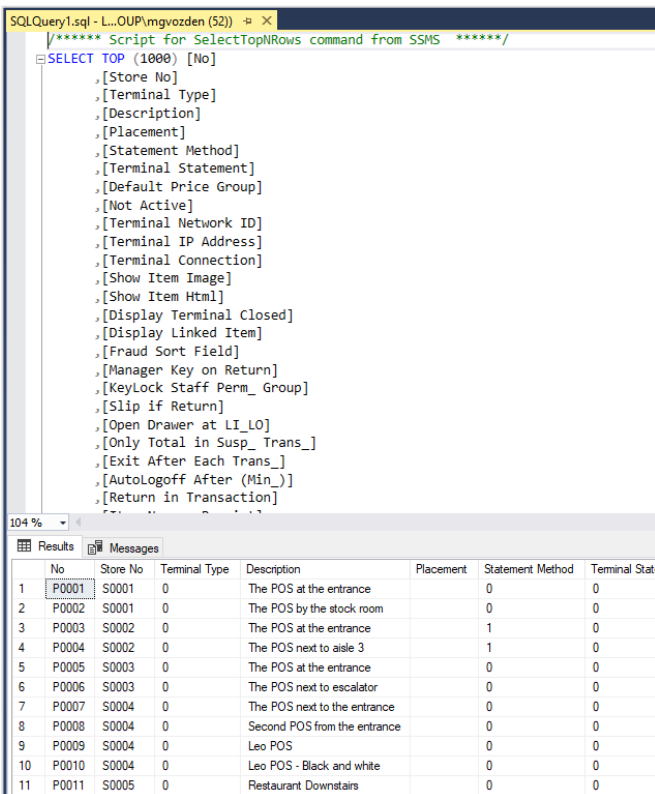 SQLQuery1.sql - L...OUP\mgvozden (52))
/****** Script for SelectTopNRows command from SSMS ******/
SELECT TOP (1000) [No]
,[Store No]
,[Terminal Type]
,[Description]
,[Placement]
,[Statement Method]
,[Terminal Statement]
,[Default Price Group]
,[Not Active]
,[Terminal Network ID]
,[Terminal IP Address]
,[Terminal Connection]
,[Show Item Image]
,[Show Item Html]
,[Display Terminal Closed]
,[Display Linked Item]
,[Fraud Sort Field]
,[Manager Key on Return]
,[KeyLock Staff Perm_ Group]
,[Slip if Return]
,[Open Drawer at LI_LO]
,[Only Total in Susp_ Trans_]
,[Exit After Each Trans_]
,[AutoLogoff After (Min_)]
,[Return in Transaction]
104 %
Results Messages
No Store No Terminal Type Description Placement Statement Method Terminal State
1 P0001 S0001 0 The POS at the entrance 0 0
2 P0002 S0001 0 The POS by the stock room 0 0
3 P0003 S0002 0 The POS at the entrance 1 0
4 P0004 S0002 0 The POS next to aisle 3 1 0
5 P0005 S0003 0 The POS at the entrance 0 0
6 P0006 S0003 0 The POS next to escalator 0 0
7 P0007 S0004 0 The POS next to the entrance 0 0
8 P0008 S0004 0 Second POS from the entrance 0 0
9 P0009 S0004 0 Leo POS 0 0
10 P0010 S0004 0 Leo POS - Black and white 0 0
11 P0011 S0005 0 Restaurant Downstairs 0 0